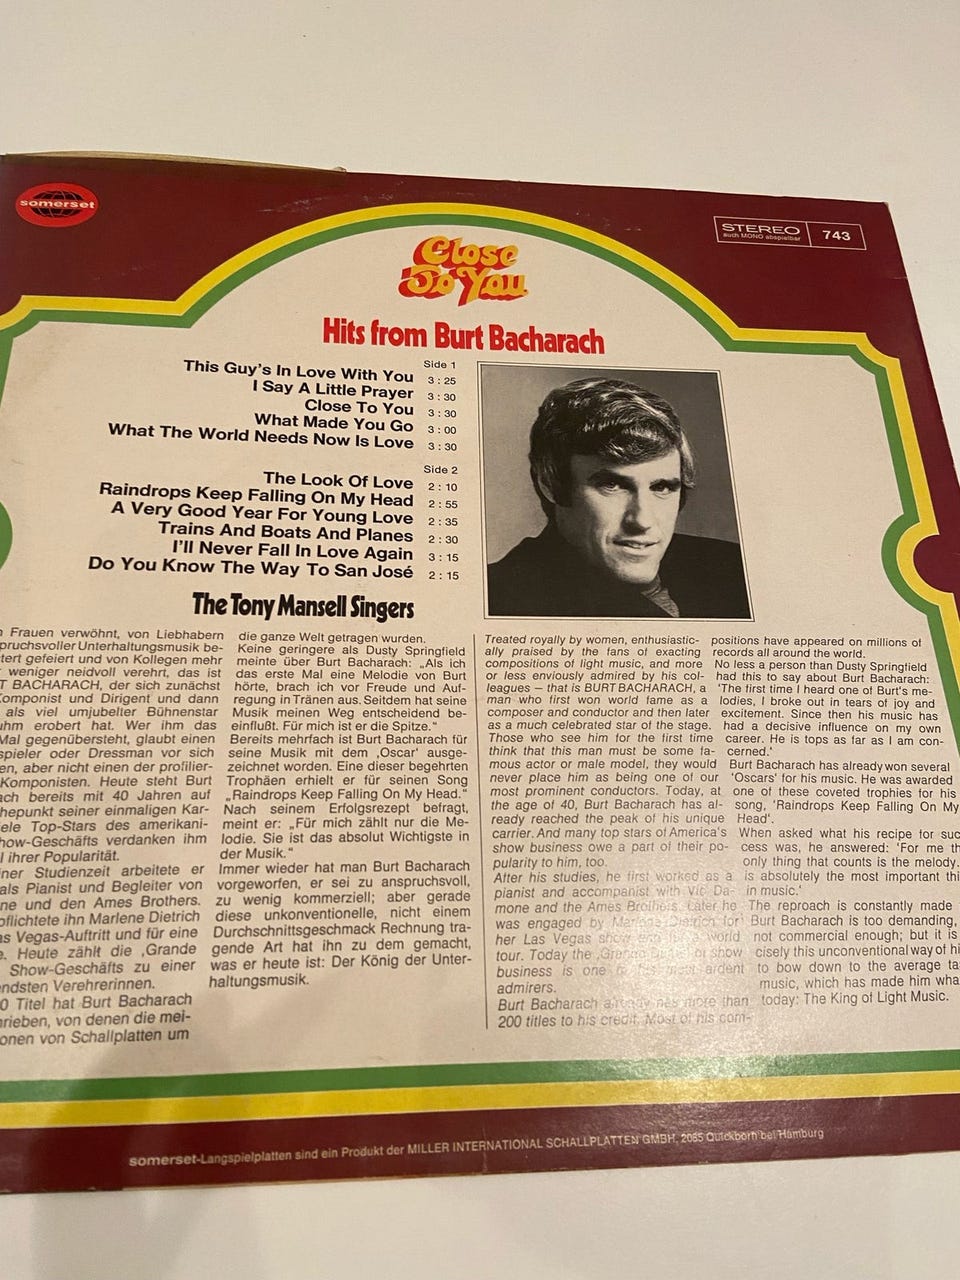 somerset
STEREO
auch MONO abspielbar
743
Close
To You
Hits from Burt Bacharach
Side 1
This Guy's In Love With You 3 : 25
I Say A Little Prayer 3 : 30
Close To You 3 : 30
What Made You Go 3 : 00
What The World Needs Now Is Love 3 : 30
Side 2
The Look Of Love 2 : 10
Raindrops Keep Falling On My Head 2 : 55
A Very Good Year For Young Love 2 : 35
Trains And Boats And Planes 2 : 30
I'll Never Fall In Love Again 3 : 15
Do You Know The Way To San José 2 : 15
The Tony Mansell Singers
Frauen verwöhnt, von Liebhabern
pruchsvoller Unterhaltungsmusik be-
tert gefeiert und von Kollegen mehr
weniger neidvoll verehrt, das ist
T BACHARACH, der sich zunächst
Komponist und Dirigent und dann
als viel umjubelter Bühnenstar
uhm erobert hat. Wer ihm das
Mal gegenübersteht, glaubt einen
spieler oder Dressman vor sich
en, aber nicht einen der profilier-
Komponisten. Heute steht Burt
ach bereits mit 40 Jahren auf
hepunkt seiner einmaligen Kar-
ele Top-Stars des amerikani-
how-Geschäfts verdanken ihm
l ihrer Popularität.
iner Studienzeit arbeitete er
als Pianist und Begleiter von
ne und den Ames Brothers.
pflichtete ihn Marlene Dietrich
as Vegas-Auftritt und für eine
e. Heute zählt die ‚Grande
Show-Geschäfts zu einer
endsten Verehrerinnen.
0 Titel hat Burt Bacharach
hrieben, von denen die mei-
onen von Schallplatten um
die ganze Welt getragen wurden.
Keine geringere als Dusty Springfield
meinte über Burt Bacharach: „Als ich
das erste Mal eine Melodie von Burt
hörte, brach ich vor Freude und Auf-
regung in Tränen aus. Seitdem hat seine
Musik meinen Weg entscheidend be-
einflußt. Für mich ist er die Spitze."
Bereits mehrfach ist Burt Bacharach für
seine Musik mit dem ‚Oscar' ausge-
zeichnet worden. Eine dieser begehrten
Trophäen erhielt er für seinen Song
„Raindrops Keep Falling On My Head."
Nach seinem Erfolgsrezept befragt,
meint er: „Für mich zählt nur die Me-
lodie. Sie ist das absolut Wichtigste in
der Musik."
Immer wieder hat man Burt Bacharach
vorgeworfen, er sei zu anspruchsvoll,
zu wenig kommerziell; aber gerade
diese unkonventionelle, nicht einem
Durchschnittsgeschmack Rechnung tra-
gende Art hat ihn zu dem gemacht,
was er heute ist: Der König der Unter-
haltungsmusik.
Treated royally by women, enthusiastic-
ally praised by the fans of exacting
compositions of light music, and more
or less enviously admired by his col-
leagues – that is BURT BACHARACH, a
man who first won world fame as a
composer and conductor and then later
as a much celebrated star of the stage.
Those who see him for the first time
think that this man must be some fa-
mous actor or male model, they would
never place him as being one of our
most prominent conductors. Today, at
the age of 40, Burt Bacharach has al-
ready reached the peak of his unique
carrier. And many top stars of America's
show business owe a part of their po-
pularity to him, too.
After his studies, he first worked as a
pianist and accompanist with Vic Da-
mone and the Ames Brothers. Later he
was engaged by Marlene Dietrich for
her Las Vegas show and world
tour. Today the ‚Grande of show
business is one of his most ardent
admirers.
Burt Bacharach already has more than
200 titles to his credit. Most of his com-
positions have appeared on millions of
records all around the world.
No less a person than Dusty Springfield
had this to say about Burt Bacharach:
'The first time I heard one of Burt's me-
lodies, I broke out in tears of joy and
excitement. Since then his music has
had a decisive influence on my own
career. He is tops as far as I am con-
cerned.'
Burt Bacharach has already won several
'Oscars' for his music. He was awarded
one of these coveted trophies for his
song, 'Raindrops Keep Falling On My
Head'.
When asked what his recipe for suc
cess was, he answered: 'For me th
only thing that counts is the melody.
is absolutely the most important thi
in music.'
The reproach is constantly made
Burt Bacharach is too demanding,
not commercial enough; but it is
cisely this unconventional way of hi
to bow down to the average ta
music, which has made him wha
today: The King of Light Music.
somerset-Langspielplatten sind ein Produkt der MILLER INTERNATIONAL SCHALLPLATTEN GMBH, 2085 Quickborn bei Hamburg